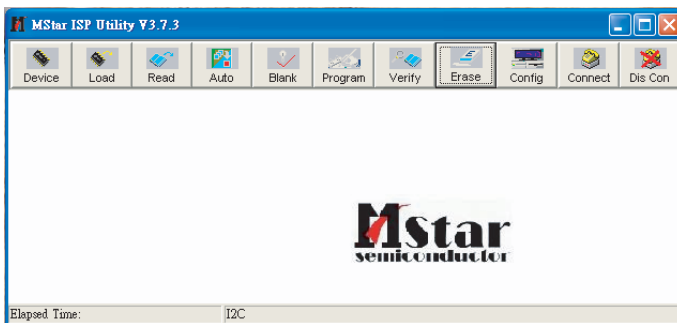 MStar ISP Utility V3.7.3
Device Load Read Auto Blank Program Verify Erase Config Connect Dis Con
Mstar
semiconductor
Elapsed Time: I2C